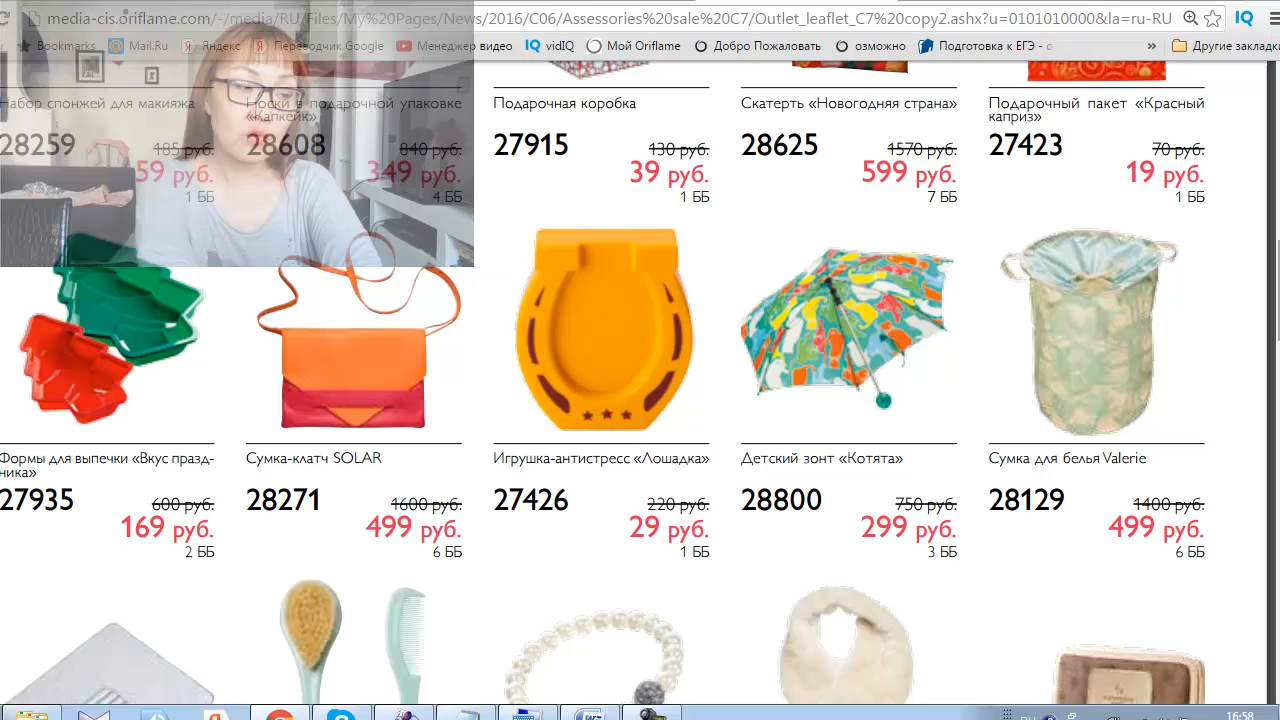 media-cis.oriflame.com/-/media/RU/Files/My%20Pages/News/2016/C06/Assessories%20sale%20C7/Outlet_leaflet_C7%20copy2.ashx?u=0101010000&la=ru-RU
Bookmarks Mail.Ru Яндекс Переводчик Google Менеджер видео vidIQ Мой Oriflame Добро Пожаловать возможно Подготовка к ЕГЭ - » Другие закладк
Набор спонжей для макияжа
28259 185 руб.
59 руб.
1 ББ
Носки в подарочной упаковке
«Капкейк»
28608 840 руб.
349 руб.
4 ББ
Подарочная коробка
27915 130 руб.
39 руб.
1 ББ
Скатерть «Новогодняя страна»
28625 1570 руб.
599 руб.
7 ББ
Подарочный пакет «Красный
каприз»
27423 70 руб.
19 руб.
1 ББ
Формы для выпечки «Вкус празд-
ника»
27935 600 руб.
169 руб.
2 ББ
Сумка-клатч SOLAR
28271 1600 руб.
499 руб.
6 ББ
Игрушка-антистресс «Лошадка»
27426 220 руб.
29 руб.
1 ББ
Детский зонт «Котята»
28800 750 руб.
299 руб.
3 ББ
Сумка для белья Valerie
28129 1400 руб.
499 руб.
6 ББ
RU 16:58